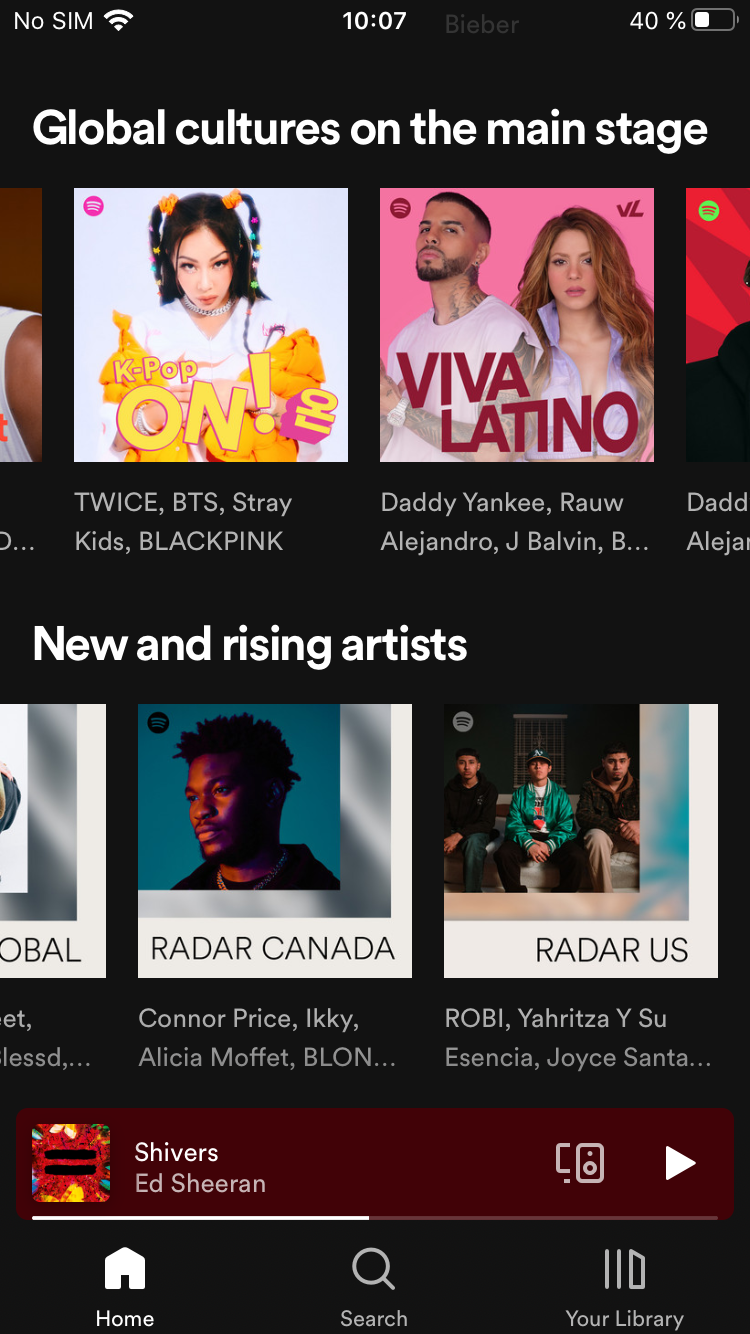 No SIM 10:07 Bieber 40 %
Global cultures on the main stage
K-Pop
ON!
온
VL
VIVA
LATINO
t
D...
TWICE, BTS, Stray
Kids, BLACKPINK
Daddy Yankee, Rauw
Alejandro, J Balvin, B...
Dadd
Alejar
New and rising artists
OBAL
RADAR CANADA
RADAR US
eet,
Blessd,...
Connor Price, Ikky,
Alicia Moffet, BLON...
ROBI, Yahritza Y Su
Esencia, Joyce Santa...
Shivers
Ed Sheeran
Home
Search
Your Library